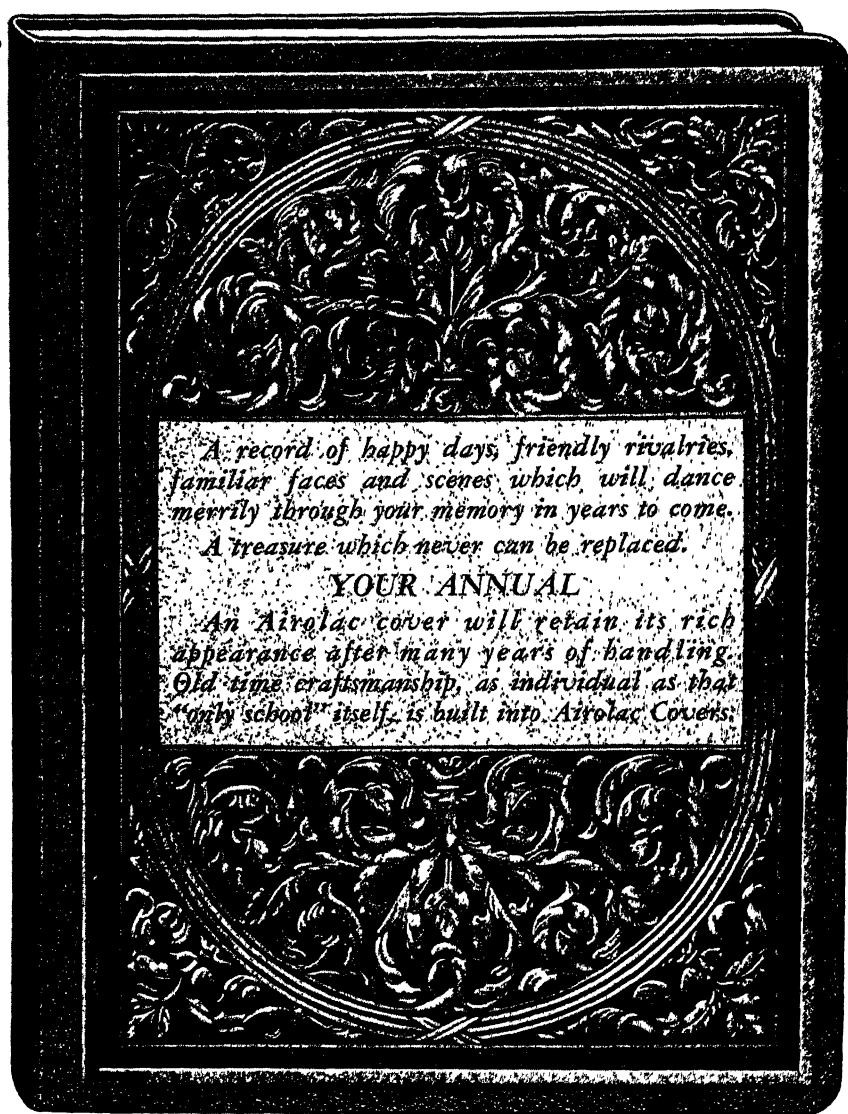 A record of happy days, friendly rivalries,
familiar faces and scenes which will dance
merrily through your memory in years to come.
A treasure which never can be replaced.
YOUR ANNUAL
An Airolac cover will retain its rich
appearance after many years of handling.
Old time craftsmanship, as individual as that
"only school" itself, is built into Airolac Covers.